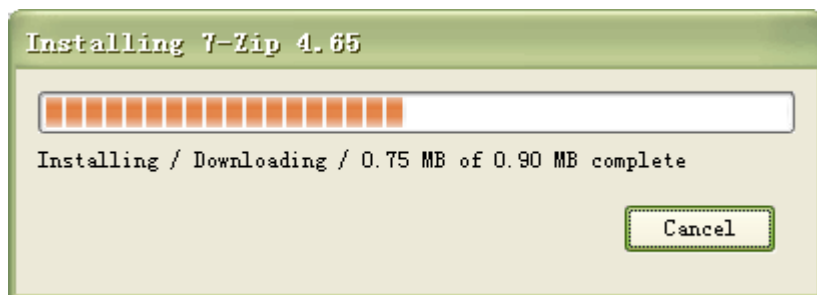 Installing 7-Zip 4.65
Installing / Downloading / 0.75 MB of 0.90 MB complete
Cancel